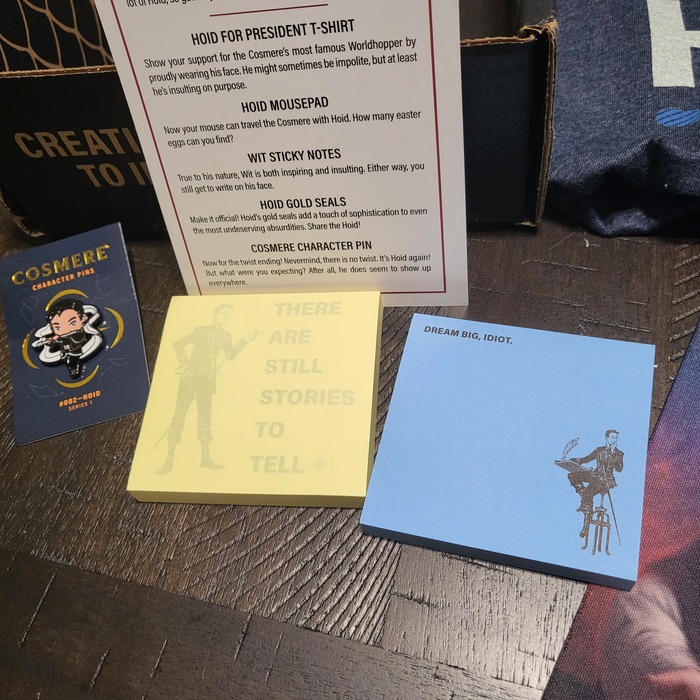 lot of Hoid, so
HOID FOR PRESIDENT T-SHIRT
Show your support for the Cosmere's most famous Worldhopper by
proudly wearing his face. He might sometimes be impolite, but at least
he's insulting on purpose.
HOID MOUSEPAD
Now your mouse can travel the Cosmere with Hoid. How many easter
eggs can you find?
WIT STICKY NOTES
True to his nature, Wit is both inspiring and insulting. Either way, you
still get to write on his face.
HOID GOLD SEALS
Make it official! Hoid's gold seals add a touch of sophistication to even
the most undeserving absurdities. Share the Hoid!
COSMERE CHARACTER PIN
Now for the twist ending! Nevermind, there is no twist. It's Hoid again!
But what were you expecting? After all, he does seem to show up
everywhere.
CREATI
TO I
COSMERE
CHARACTER PINS
#002-HOID
SERIES 1
THERE
ARE
STILL
STORIES
TO
TELL
DREAM BIG, IDIOT.
H